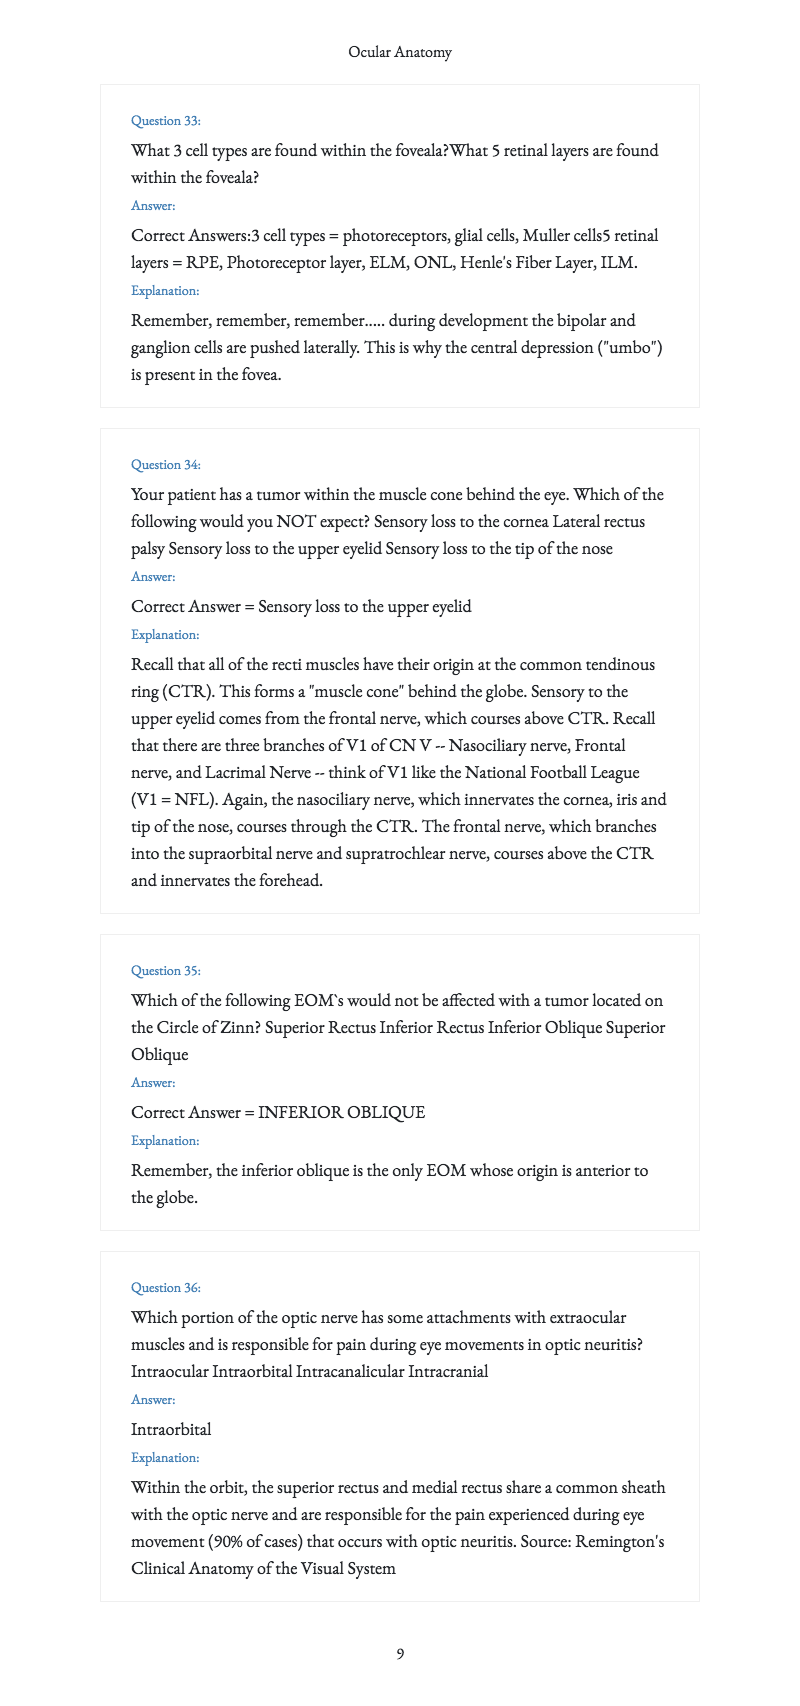 Ocular Anatomy
Question 33:
What 3 cell types are found within the foveala?What 5 retinal layers are found
within the foveala?
Answer:
Correct Answers:3 cell types = photoreceptors, glial cells, Muller cells5 retinal
layers = RPE, Photoreceptor layer, ELM, ONL, Henle's Fiber Layer, ILM.
Explanation:
Remember, remember, remember..... during development the bipolar and
ganglion cells are pushed laterally. This is why the central depression ("umbo")
is present in the fovea.
Question 34:
Your patient has a tumor within the muscle cone behind the eye. Which of the
following would you NOT expect? Sensory loss to the cornea Lateral rectus
palsy Sensory loss to the upper eyelid Sensory loss to the tip of the nose
Answer:
Correct Answer = Sensory loss to the upper eyelid
Explanation:
Recall that all of the recti muscles have their origin at the common tendinous
ring (CTR). This forms a "muscle cone" behind the globe. Sensory to the
upper eyelid comes from the frontal nerve, which courses above CTR. Recall
that there are three branches of V1 of CN V -- Nasociliary nerve, Frontal
nerve, and Lacrimal Nerve -- think of V1 like the National Football League
(V1 = NFL). Again, the nasociliary nerve, which innervates the cornea, iris and
tip of the nose, courses through the CTR. The frontal nerve, which branches
into the supraorbital nerve and supratrochlear nerve, courses above the CTR
and innervates the forehead.
Question 35:
Which of the following EOM`s would not be affected with a tumor located on
the Circle of Zinn? Superior Rectus Inferior Rectus Inferior Oblique Superior
Oblique
Answer:
Correct Answer = INFERIOR OBLIQUE
Explanation:
Remember, the inferior oblique is the only EOM whose origin is anterior to
the globe.
Question 36:
Which portion of the optic nerve has some attachments with extraocular
muscles and is responsible for pain during eye movements in optic neuritis?
Intraocular Intraorbital Intracanalicular Intracranial
Answer:
Intraorbital
Explanation:
Within the orbit, the superior rectus and medial rectus share a common sheath
with the optic nerve and are responsible for the pain experienced during eye
movement (90% of cases) that occurs with optic neuritis. Source: Remington's
Clinical Anatomy of the Visual System
9